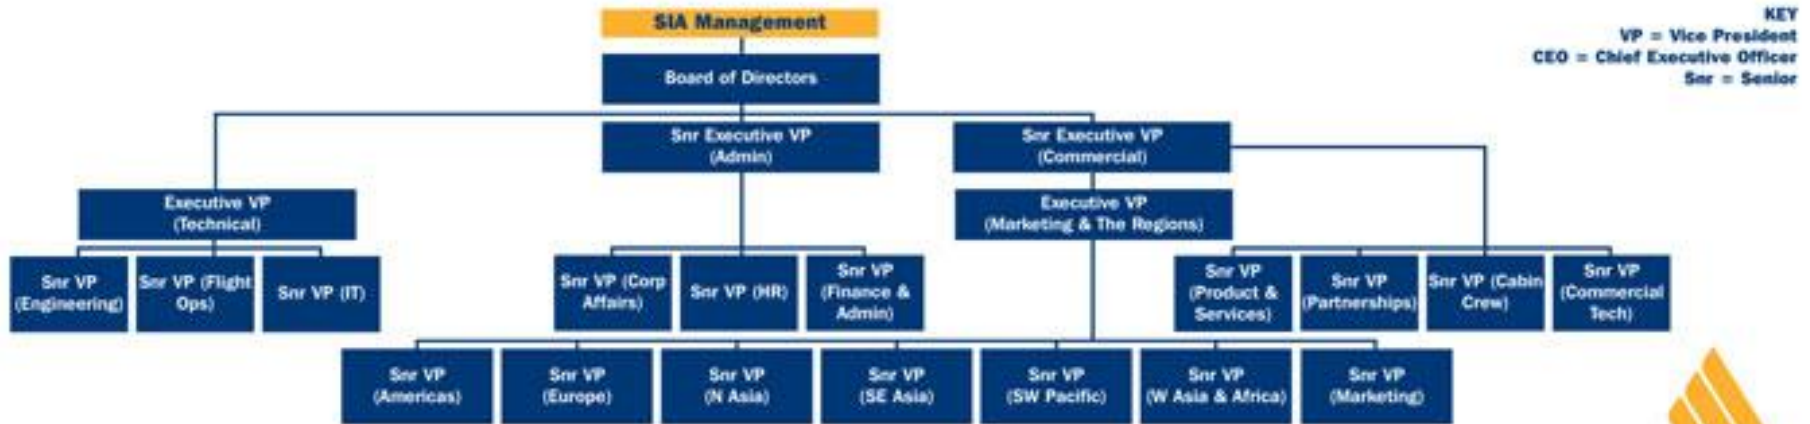 SIA Management
KEY
VP = Vice President
CEO = Chief Executive Officer
Snr = Senior
Board of Directors
Snr Executive VP
(Admin)
Snr Executive VP
(Commercial)
Executive VP
(Technical)
Executive VP
(Marketing & The Regions)
Snr VP
(Engineering)
Snr VP (Flight
Ops)
Snr VP (IT)
Snr VP (Corp
Affairs)
Snr VP (HR)
Snr VP
(Finance &
Admin)
Snr VP
(Product &
Services)
Snr VP
(Partnerships)
Snr VP (Cabin
Crew)
Snr VP
(Commercial
Tech)
Snr VP
(Americas)
Snr VP
(Europe)
Snr VP
(N Asia)
Snr VP
(SE Asia)
Snr VP
(SW Pacific)
Snr VP
(W Asia & Africa)
Snr VP
(Marketing)